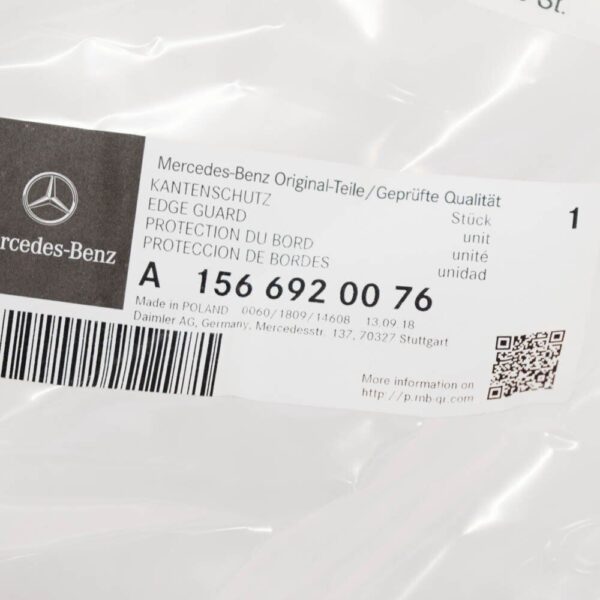 St.
Mercedes-Benz Original-Teile/Geprüfte Qualität
KANTENSCHUTZ Stück 1
EDGE GUARD unit
PROTECTION DU BORD unité
PROTECCION DE BORDES unidad
rcedes-Benz
A 156 692 00 76
Made in POLAND 0060/1809/14608 13.09.18
Daimler AG, Germany, Mercedesstr. 137, 70327 Stuttgart
More information on
http://p.mb-qr.com